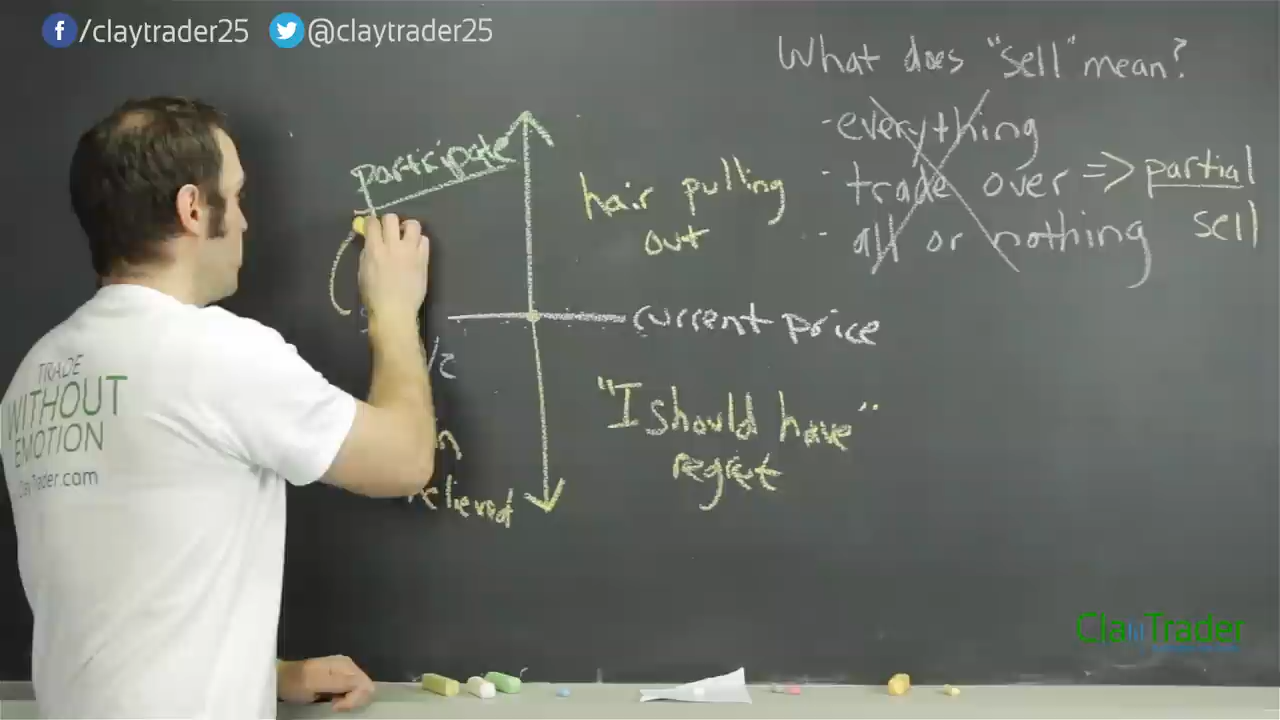 /claytrader25 @claytrader25
What does "sell" mean?
- everything
- trade over => partial
- all or nothing sell
participate
hair pulling
out
current price
"I should have"
regret
relieved
TRADE
WITHOUT
EMOTION
ClayTrader.com
ClayTrader